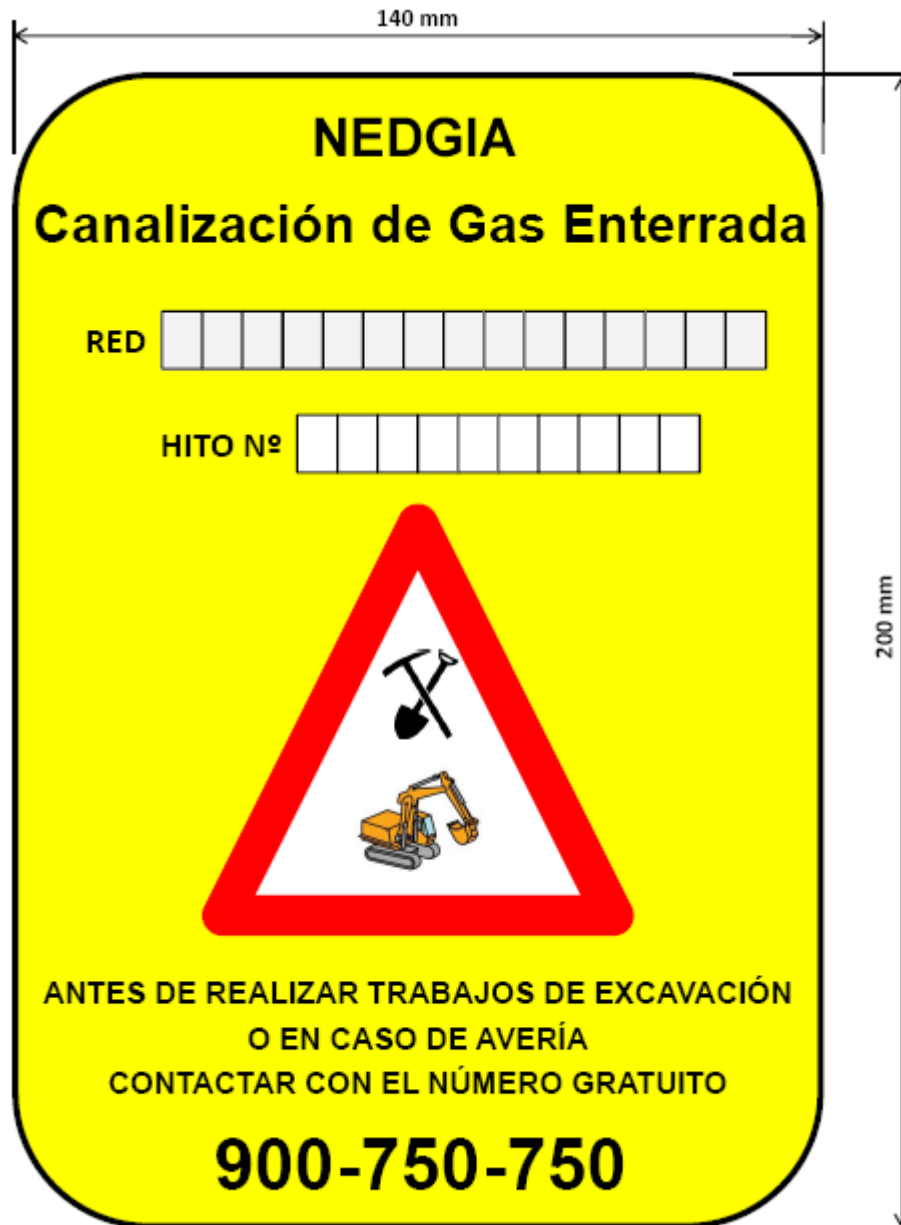 140 mm
NEDGIA
Canalización de Gas Enterrada
RED
HITO Nº
200 mm
ANTES DE REALIZAR TRABAJOS DE EXCAVACIÓN
O EN CASO DE AVERÍA
CONTACTAR CON EL NÚMERO GRATUITO
900-750-750